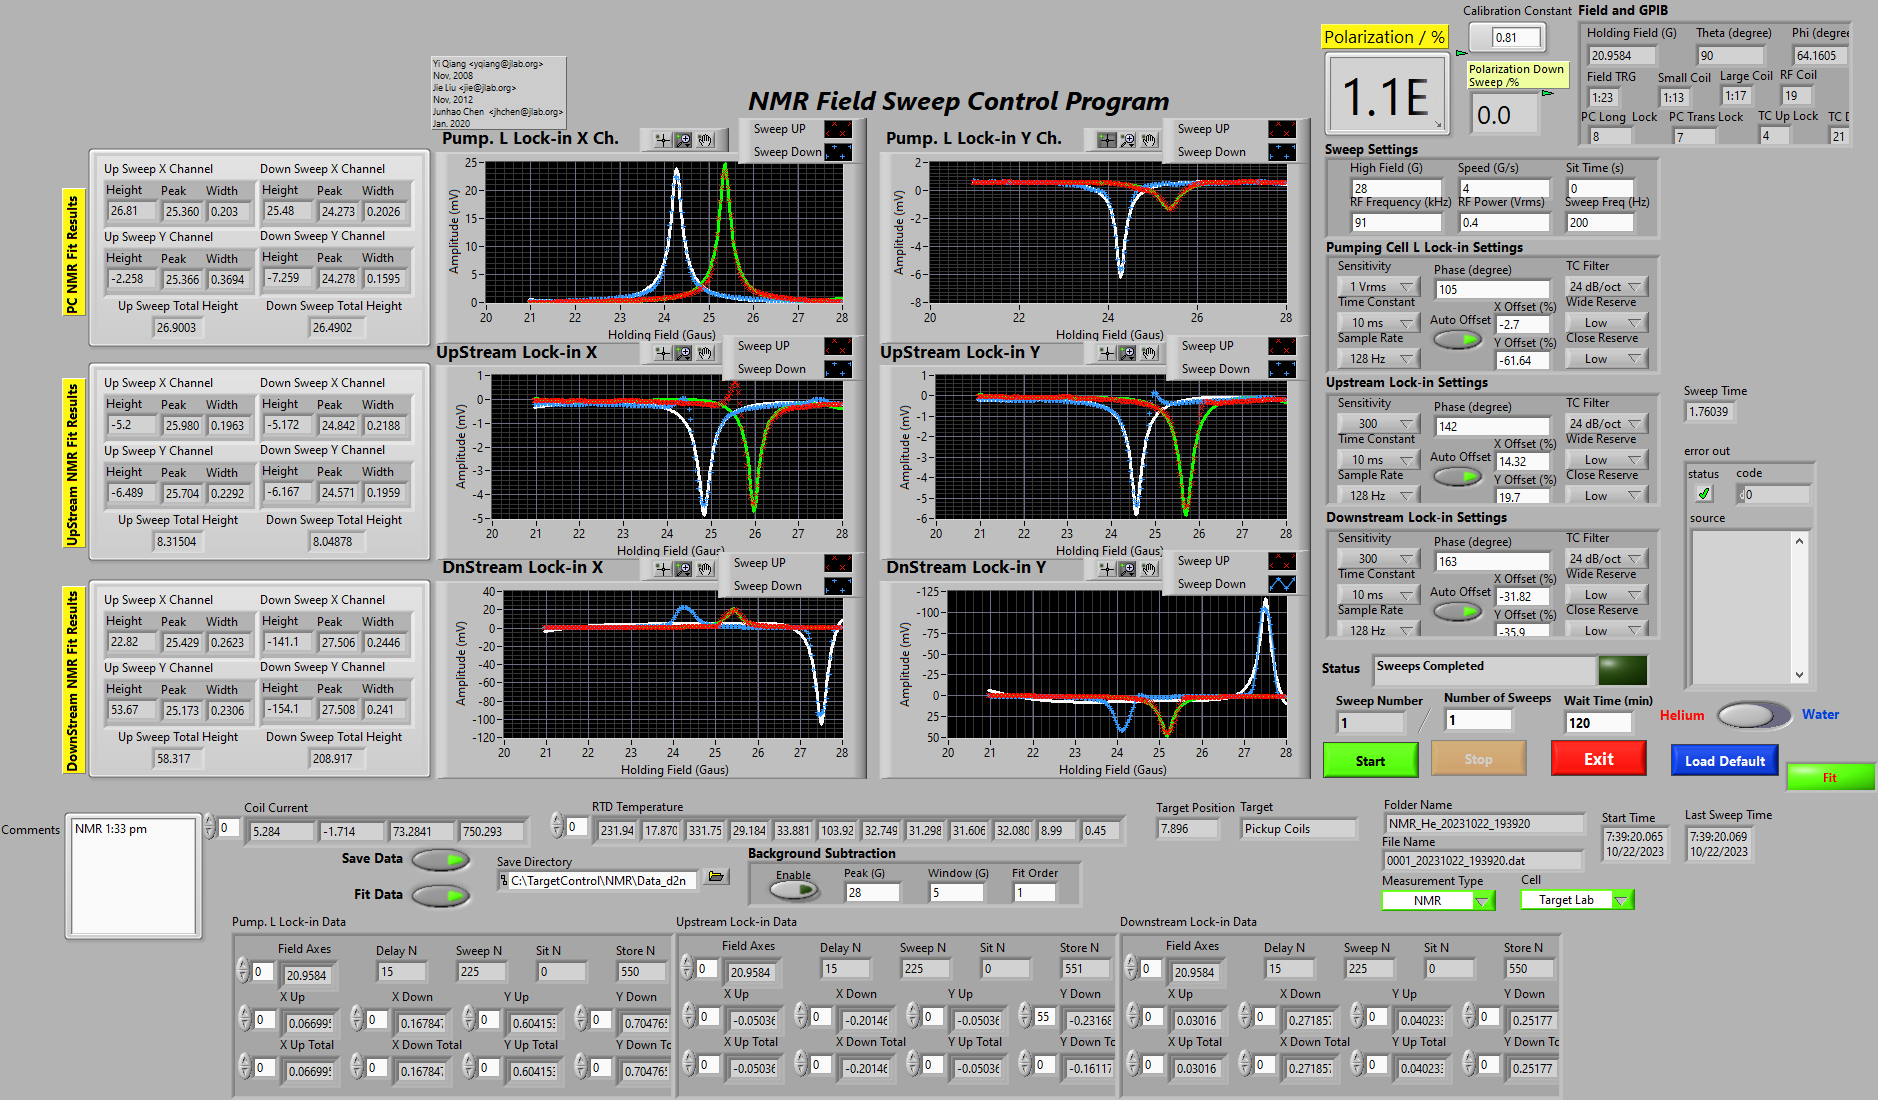 Yi Qiang <yqiang@jlab.org>
Nov, 2008
Jie Liu <jie@jlab.org>
Nov, 2012
Junhao Chen <jhchen@jlab.org>
Jan. 2020
NMR Field Sweep Control Program
Polarization / %
1.1E
Calibration Constant
0.81
Polarization Down
Sweep /%
0.0
Field and GPIB
Holding Field (G) Theta (degree) Phi (degree
20.9584 90 64.1605
Field TRG Small Coil Large Coil RF Coil
1:23 1:13 1:17 19
PC Long Lock PC Trans Lock TC Up Lock TC D
8 7 4 21
PC NMR Fit Results
Up Sweep X Channel Down Sweep X Channel
Height Peak Width Height Peak Width
26.81 25.360 0.203 25.48 24.273 0.2026
Up Sweep Y Channel Down Sweep Y Channel
Height Peak Width Height Peak Width
-2.258 25.366 0.3694 -7.259 24.278 0.1595
Up Sweep Total Height Down Sweep Total Height
26.9003 26.4902
UpStream NMR Fit Results
Up Sweep X Channel Down Sweep X Channel
Height Peak Width Height Peak Width
-5.2 25.980 0.1963 -5.172 24.842 0.2188
Up Sweep Y Channel Down Sweep Y Channel
Height Peak Width Height Peak Width
-6.489 25.704 0.2292 -6.167 24.571 0.1959
Up Sweep Total Height Down Sweep Total Height
8.31504 8.04878
DownStream NMR Fit Results
Up Sweep X Channel Down Sweep X Channel
Height Peak Width Height Peak Width
22.82 25.429 0.2623 -141.1 27.506 0.2446
Up Sweep Y Channel Down Sweep Y Channel
Height Peak Width Height Peak Width
53.67 25.173 0.2306 -154.1 27.508 0.241
Up Sweep Total Height Down Sweep Total Height
58.317 208.917
Pump. L Lock-in X Ch.
Sweep UP
Sweep Down
Amplitude (mV)
25
20
15
10
5
0
20 21 22 23 24 25 26 27 28
Holding Field (Gaus)
Pump. L Lock-in Y Ch.
Sweep UP
Sweep Down
Amplitude (mV)
2
0
-2
-4
-6
-8
20 22 24 26 28
Holding Field (Gaus)
UpStream Lock-in X
Sweep UP
Sweep Down
Amplitude (mV)
1
0
-1
-2
-3
-4
-5
20 21 22 23 24 25 26 27 28
Holding Field (Gaus)
UpStream Lock-in Y
Sweep UP
Sweep Down
Amplitude (mV)
1
0
-1
-2
-3
-4
-5
-6
20 21 22 23 24 25 26 27 28
Holding Field (Gaus)
DnStream Lock-in X
Sweep UP
Sweep Down
Amplitude (mV)
40
20
0
-20
-40
-60
-80
-100
-120
20 21 22 23 24 25 26 27 28
Holding Field (Gaus)
DnStream Lock-in Y
Sweep UP
Sweep Down
Amplitude (mV)
-125
-100
-75
-50
-25
0
25
50
20 21 22 23 24 25 26 27 28
Holding Field (Gaus)
Sweep Settings
High Field (G) Speed (G/s) Sit Time (s)
28 4 0
RF Frequency (kHz) RF Power (Vrms) Sweep Freq (Hz)
91 0.4 200
Pumping Cell L Lock-in Settings
Sensitivity Phase (degree) TC Filter
1 Vrms 105 24 dB/oct
Time Constant X Offset (%) Wide Reserve
10 ms Auto Offset -2.7 Low
Sample Rate Y Offset (%) Close Reserve
128 Hz -61.64 Low
Upstream Lock-in Settings
Sensitivity Phase (degree) TC Filter
300 142 24 dB/oct
Time Constant X Offset (%) Wide Reserve
10 ms Auto Offset 14.32 Low
Sample Rate Y Offset (%) Close Reserve
128 Hz 19.7 Low
Downstream Lock-in Settings
Sensitivity Phase (degree) TC Filter
300 163 24 dB/oct
Time Constant X Offset (%) Wide Reserve
10 ms Auto Offset -31.82 Low
Sample Rate Y Offset (%) Close Reserve
128 Hz -35.9 Low
Sweep Time
1.76039
error out
status code
0
source
Status Sweeps Completed
Sweep Number Number of Sweeps Wait Time (min)
1 / 1 120
Helium Water
Start Stop Exit Load Default Fit
Comments
NMR 1:33 pm
Coil Current
0 5.284 -1.714 73.2841 750.293
RTD Temperature
0 231.94 17.870 331.75 29.184 33.881 103.92 32.749 31.298 31.606 32.080 8.99 0.45
Target Position Target
7.896 Pickup Coils
Save Data
Fit Data
Save Directory
C:\TargetControl\NMR\Data_d2n
Background Subtraction
Enable Peak (G) Window (G) Fit Order
28 5 1
Folder Name
NMR_He_20231022_193920
File Name
0001_20231022_193920.dat
Measurement Type Cell
NMR Target Lab
Start Time
7:39:20.065
10/22/2023
Last Sweep Time
7:39:20.069
10/22/2023
Pump. L Lock-in Data
Field Axes Delay N Sweep N Sit N Store N
0 20.9584 15 225 0 550
X Up X Down Y Up Y Down
0 0.06699 0 0.167847 0 0.60415 0 0.70476
X Up Total X Down Total Y Up Total Y Down To
0 0.06699 0 0.167847 0 0.60415 0 0.70476
Upstream Lock-in Data
Field Axes Delay N Sweep N Sit N Store N
0 20.9584 15 225 0 551
X Up X Down Y Up Y Down
0 -0.05036 0 -0.20146 0 -0.05036 55 -0.23168
X Up Total X Down Total Y Up Total Y Down Tc
0 -0.05036 0 -0.20146 0 -0.05036 0 -0.16117
Downstream Lock-in Data
Field Axes Delay N Sweep N Sit N Store N
0 20.9584 15 225 0 550
X Up X Down Y Up Y Down
0 0.03016 0 0.27185 0 0.04023 0 0.25177
X Up Total X Down Total Y Up Total Y Down Tc
0 0.03016 0 0.27185 0 0.04023 0 0.25177